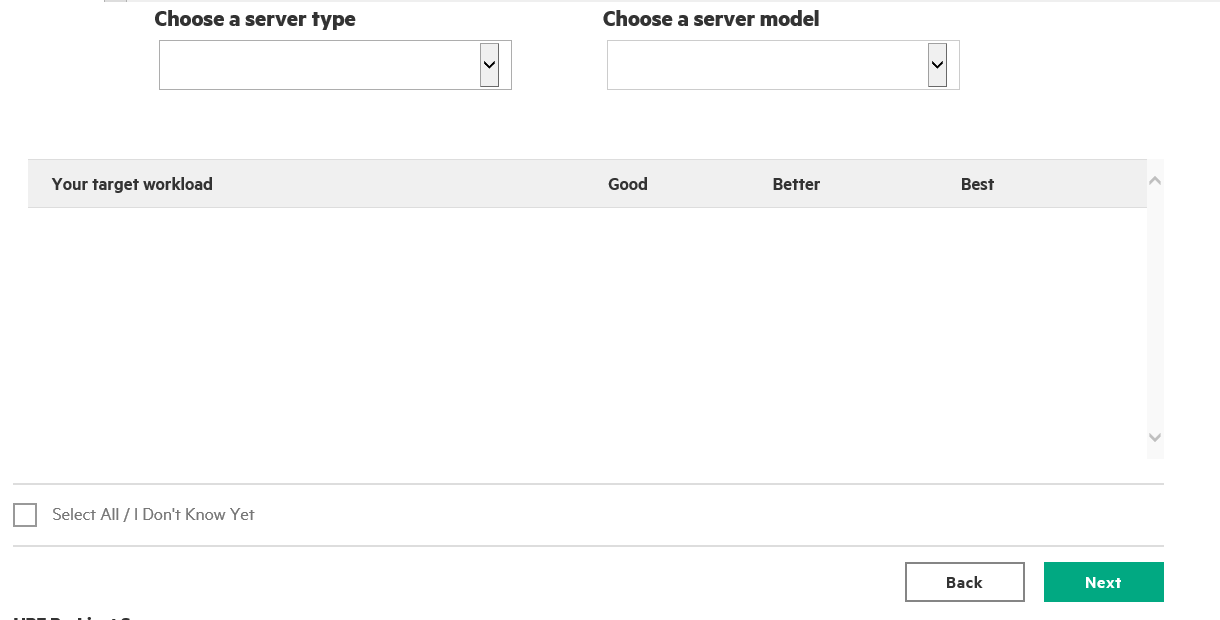 Choose a server type Choose a server model
Your target workload Good Better Best
Select All / I Don't Know Yet
Back Next